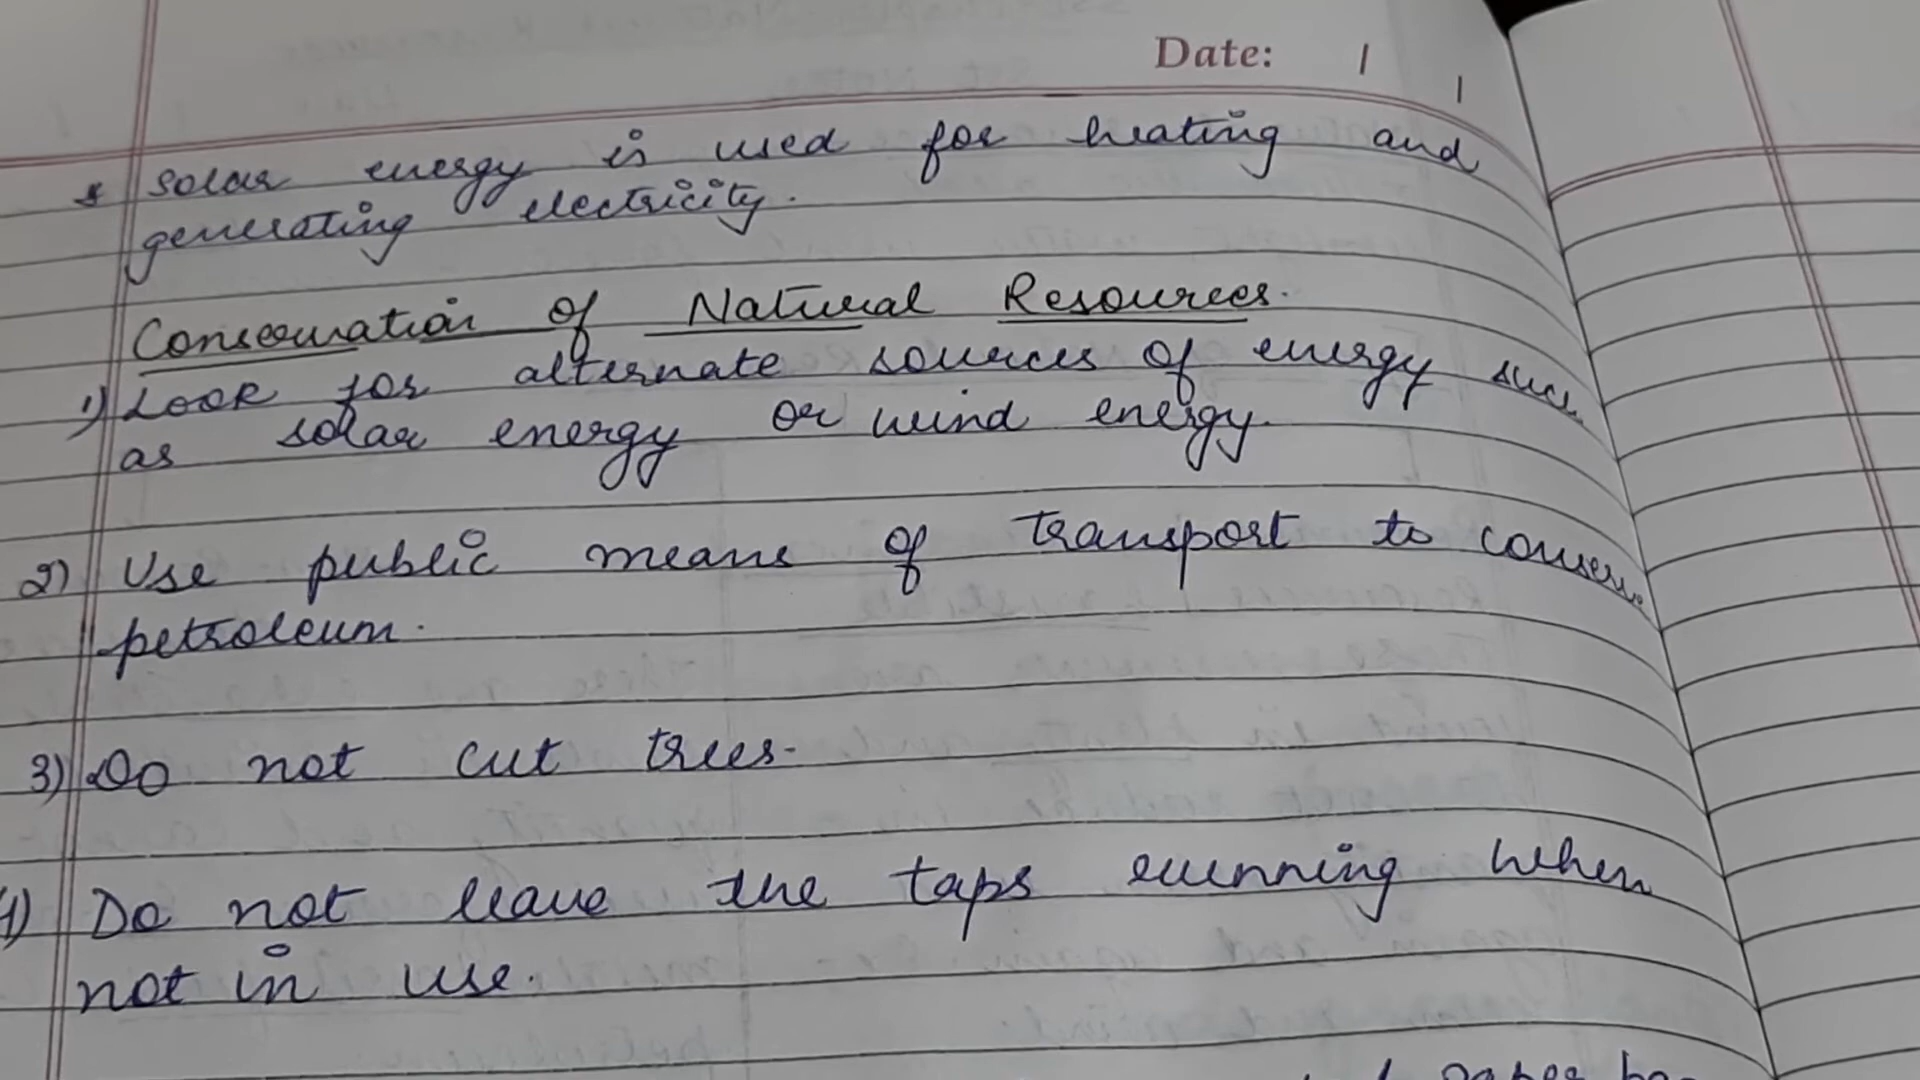 Date: / /
* solar energy is used for heating and
generating electricity.
Conservation of Natural Resources.
1) Look for alternate sources of energy such
as solar energy or wind energy.
2) Use public means of transport to conserve
petroleum.
3) Do not cut trees.
4) Do not leave the taps running when
not in use.
paper